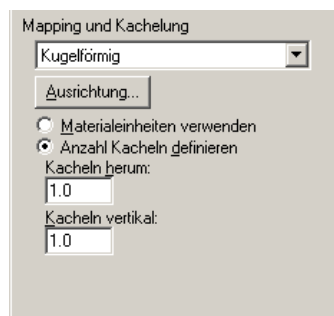 Mapping und Kachelung
Kugelförmig
Ausrichtung...
Materialeinheiten verwenden
Anzahl Kacheln definieren
Kacheln herum:
1.0
Kacheln vertikal:
1.0